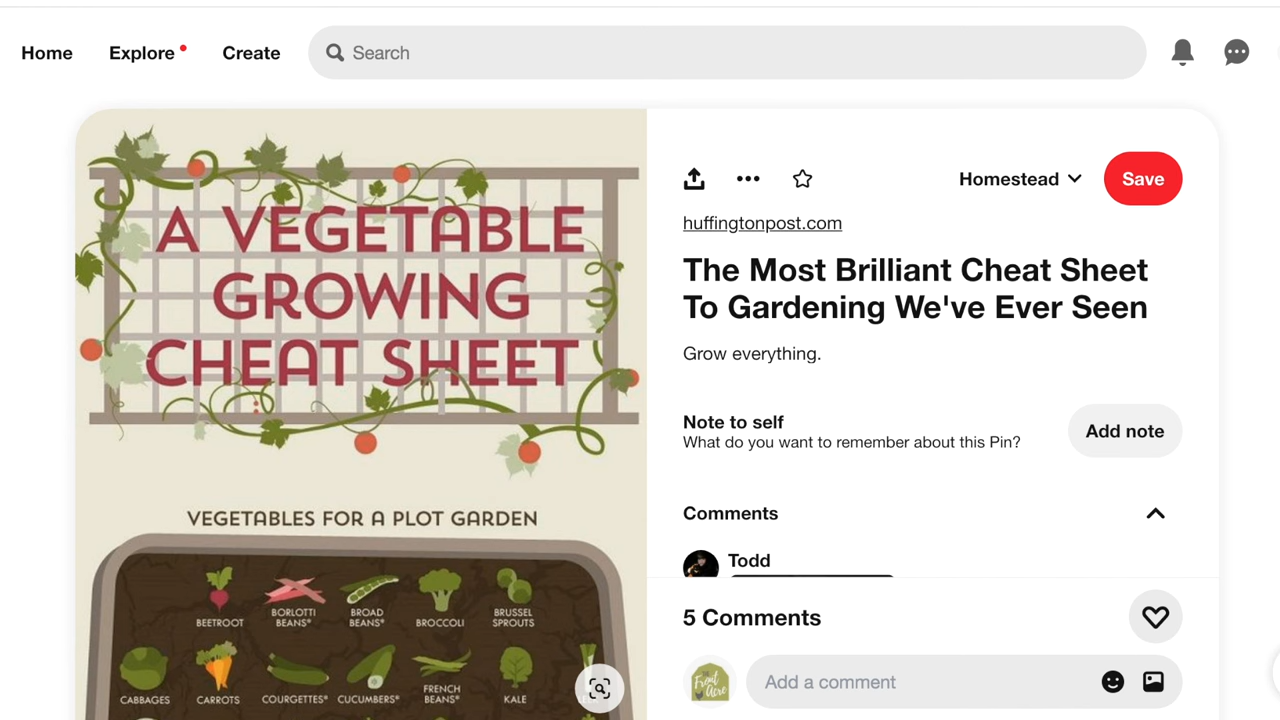 Home Explore Create Search
A VEGETABLE
GROWING
CHEAT SHEET
VEGETABLES FOR A PLOT GARDEN
BEETROOT
BORLOTTI
BEANS*
BROAD
BEANS*
BROCCOLI
BRUSSEL
SPROUTS
CABBAGES
CARROTS
COURGETTES*
CUCUMBERS*
FRENCH
BEANS*
KALE
Homestead
Save
huffingtonpost.com
The Most Brilliant Cheat Sheet
To Gardening We've Ever Seen
Grow everything.
Note to self
What do you want to remember about this Pin?
Add note
Comments
Todd
5 Comments
Front
Acre
Add a comment